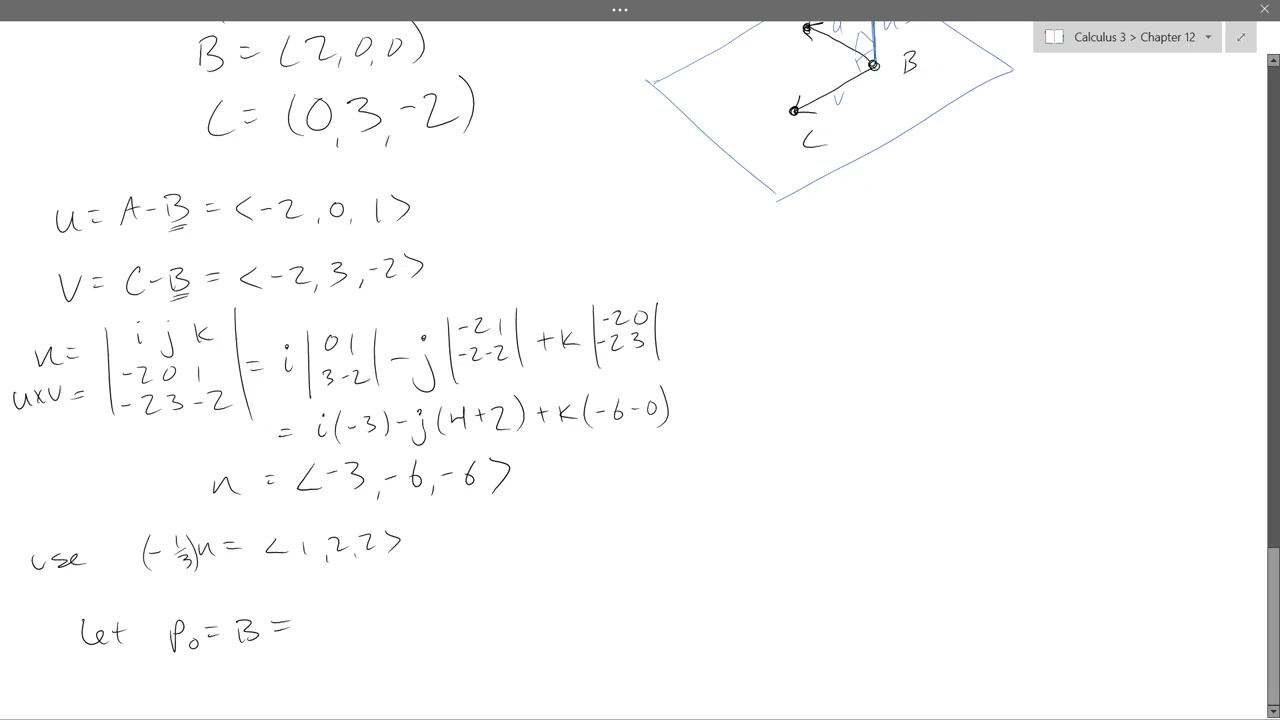 Calculus 3 > Chapter 12
B = (2,0,0)
C = (0,3,-2)
u
B
v
C
u = A-B = <-2,0,1>
v = C-B = <-2,3,-2>
n = u×v = | i j k | = i | 0 1 | - j | -2 1 | + k | -2 0 |
| -2 0 1 | | 3 -2 | | -2 -2 | | -2 3 |
| -2 3 -2 |
= i(-3) - j(4+2) + k(-6-0)
n = <-3,-6,-6>
use (-1/3)n = <1,2,2>
Let P₀ = B =